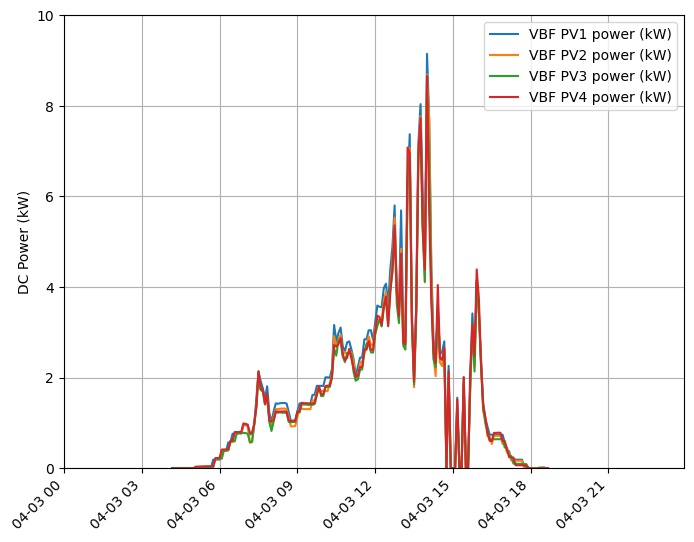 10
8
6
4
2
0
DC Power (kW)
VBF PV1 power (kW)
VBF PV2 power (kW)
VBF PV3 power (kW)
VBF PV4 power (kW)
04-03 00
04-03 03
04-03 06
04-03 09
04-03 12
04-03 15
04-03 18
04-03 21